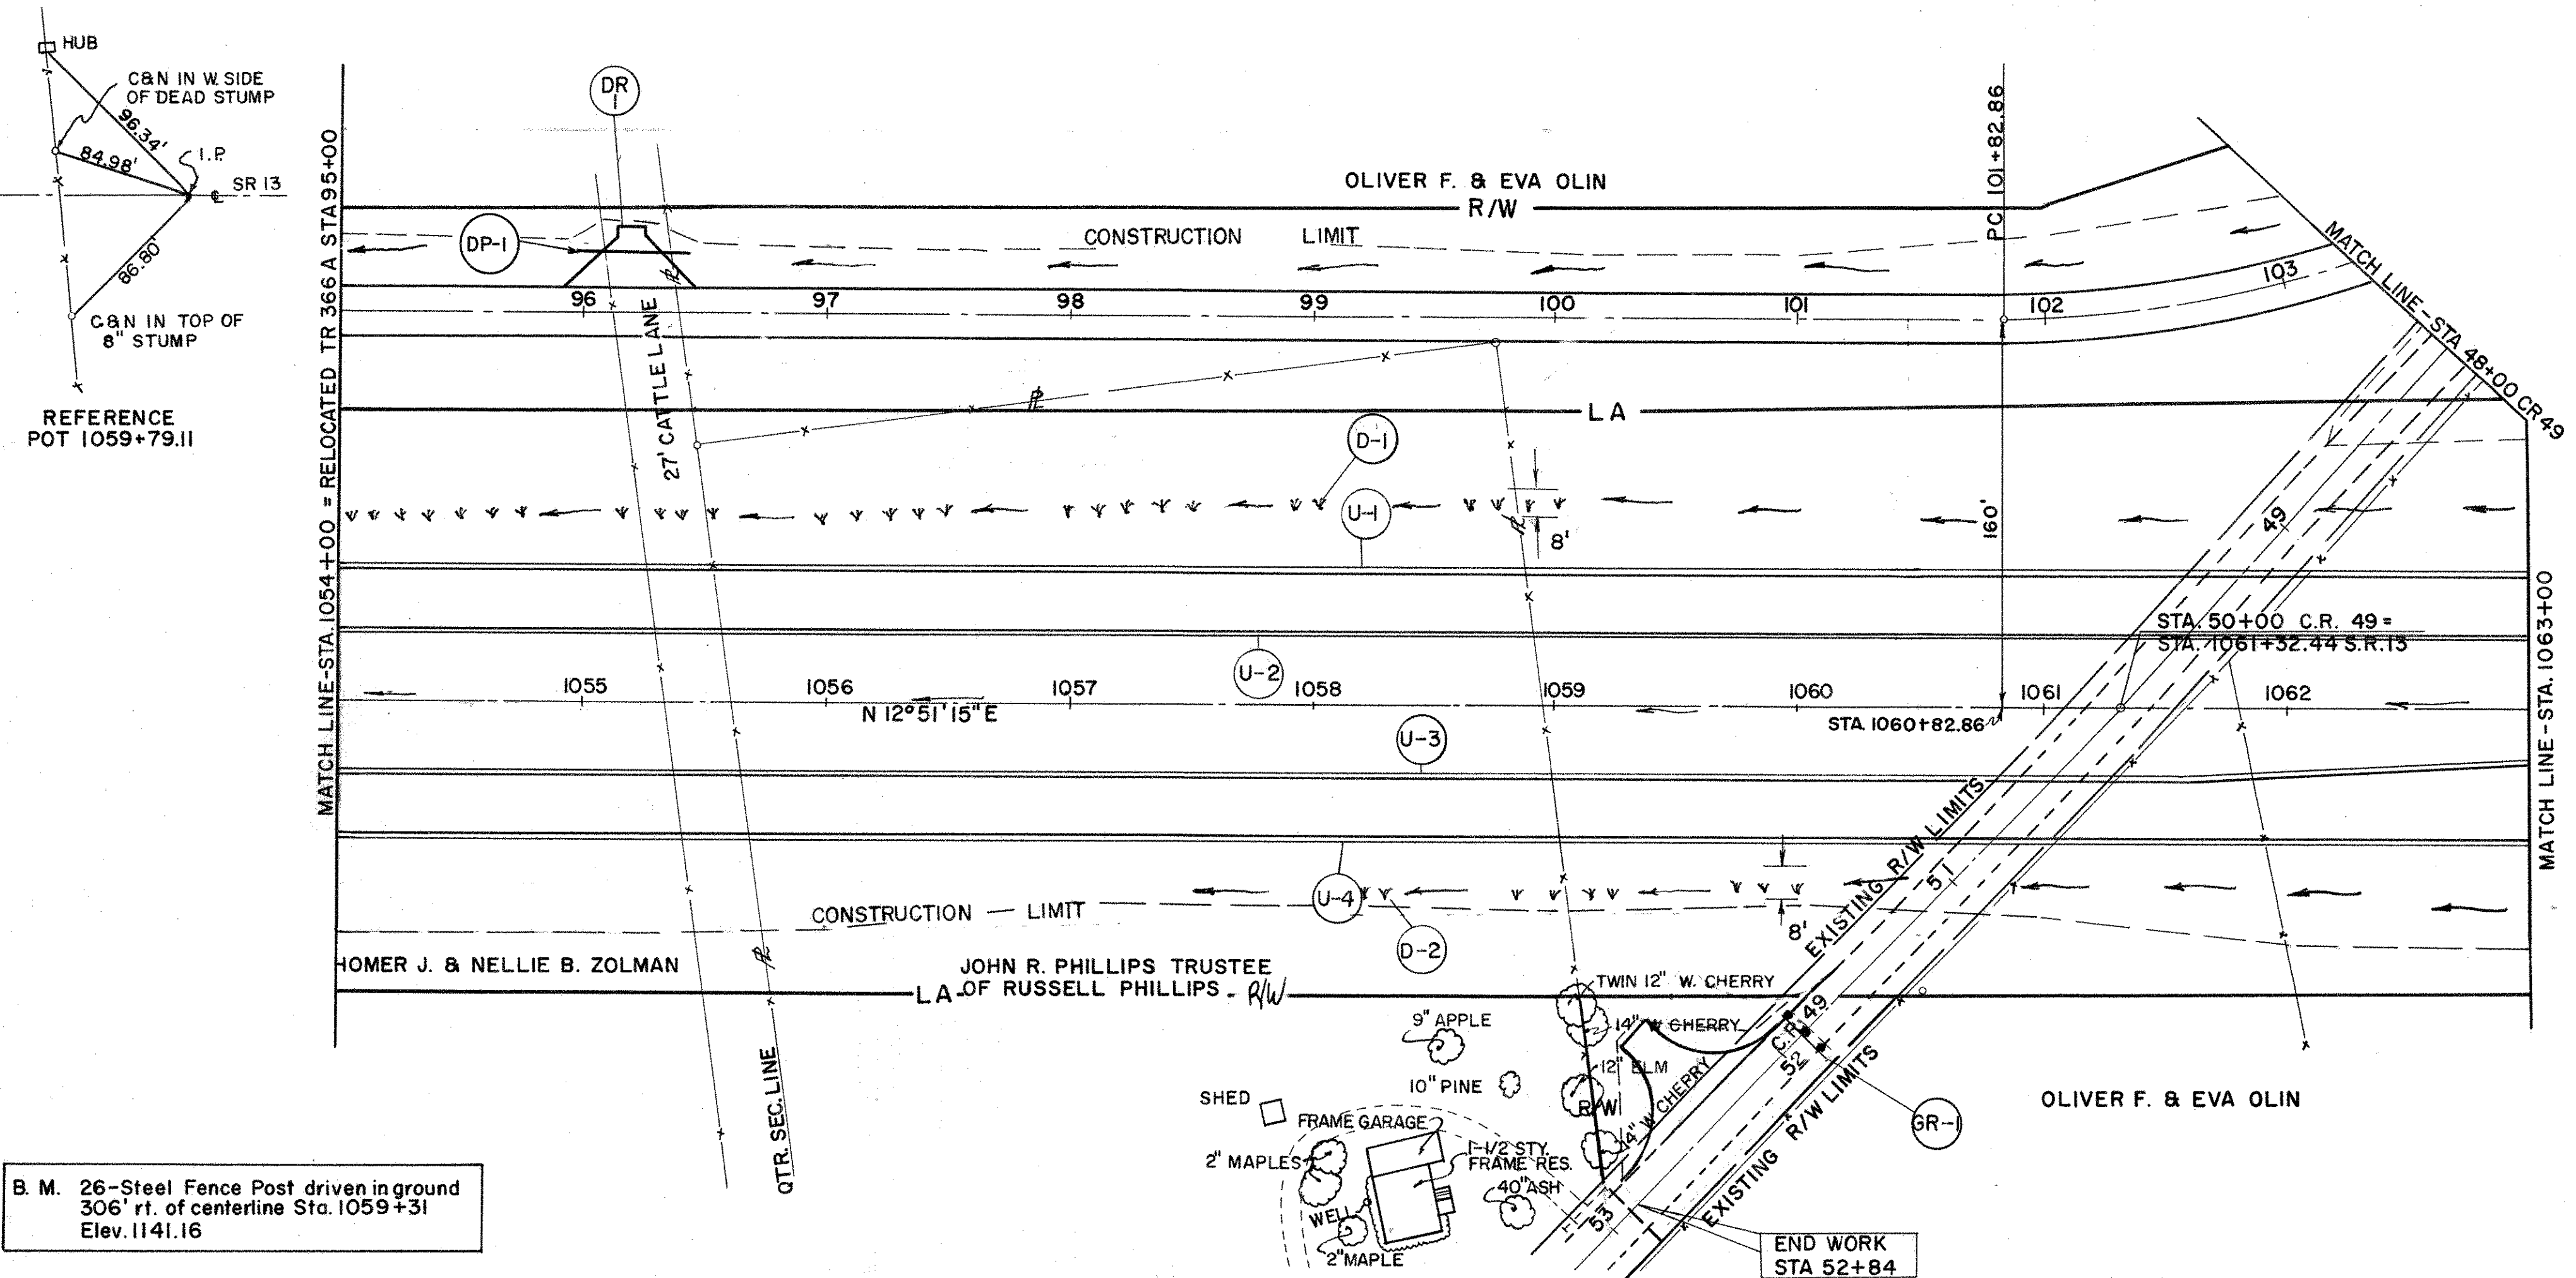 HUB
C&N IN W. SIDE
OF DEAD STUMP
96.34'
84.98'
I.P.
℄ SR 13
86.80'
C&N IN TOP OF
8" STUMP
REFERENCE
POT 1059+79.11
MATCH LINE-STA. 1054+00 = RELOCATED TR 366 A STA 95+00
DR
1
DP-1
OLIVER F. & EVA OLIN
R/W
CONSTRUCTION LIMIT
PC 101+82.86
MATCH LINE-STA 48+00 CR 49
96 97 98 99 100 101 102 103
27' CATTLE LANE
℄
℄
LA
D-1
U-1
8'
160'
49
STA. 50+00 C.R. 49 =
STA. 1061+32.44 S.R. 13
U-2
1055 1056 1057 1058 1059 1060 1061 1062
N 12°51'15" E
STA. 1060+82.86
U-3
MATCH LINE-STA. 1063+00
EXISTING R/W LIMITS
51
U-4
CONSTRUCTION LIMIT
D-2
8'
HOMER J. & NELLIE B. ZOLMAN
JOHN R. PHILLIPS TRUSTEE
LA OF RUSSELL PHILLIPS - R/W
TWIN 12" W. CHERRY
9" APPLE
14" W CHERRY
C.R. 49
52
12" ELM
10" PINE
R/W
14" W CHERRY
EXISTING R/W LIMITS
SHED
FRAME GARAGE
OLIVER F. & EVA OLIN
GR-1
QTR. SEC. LINE
2" MAPLES
1-1/2 STY.
FRAME RES.
40" ASH
WELL
53
2" MAPLE
END WORK
STA 52+84
B. M. 26-Steel Fence Post driven in ground
306' rt. of centerline Sta. 1059+31
Elev. 1141.16